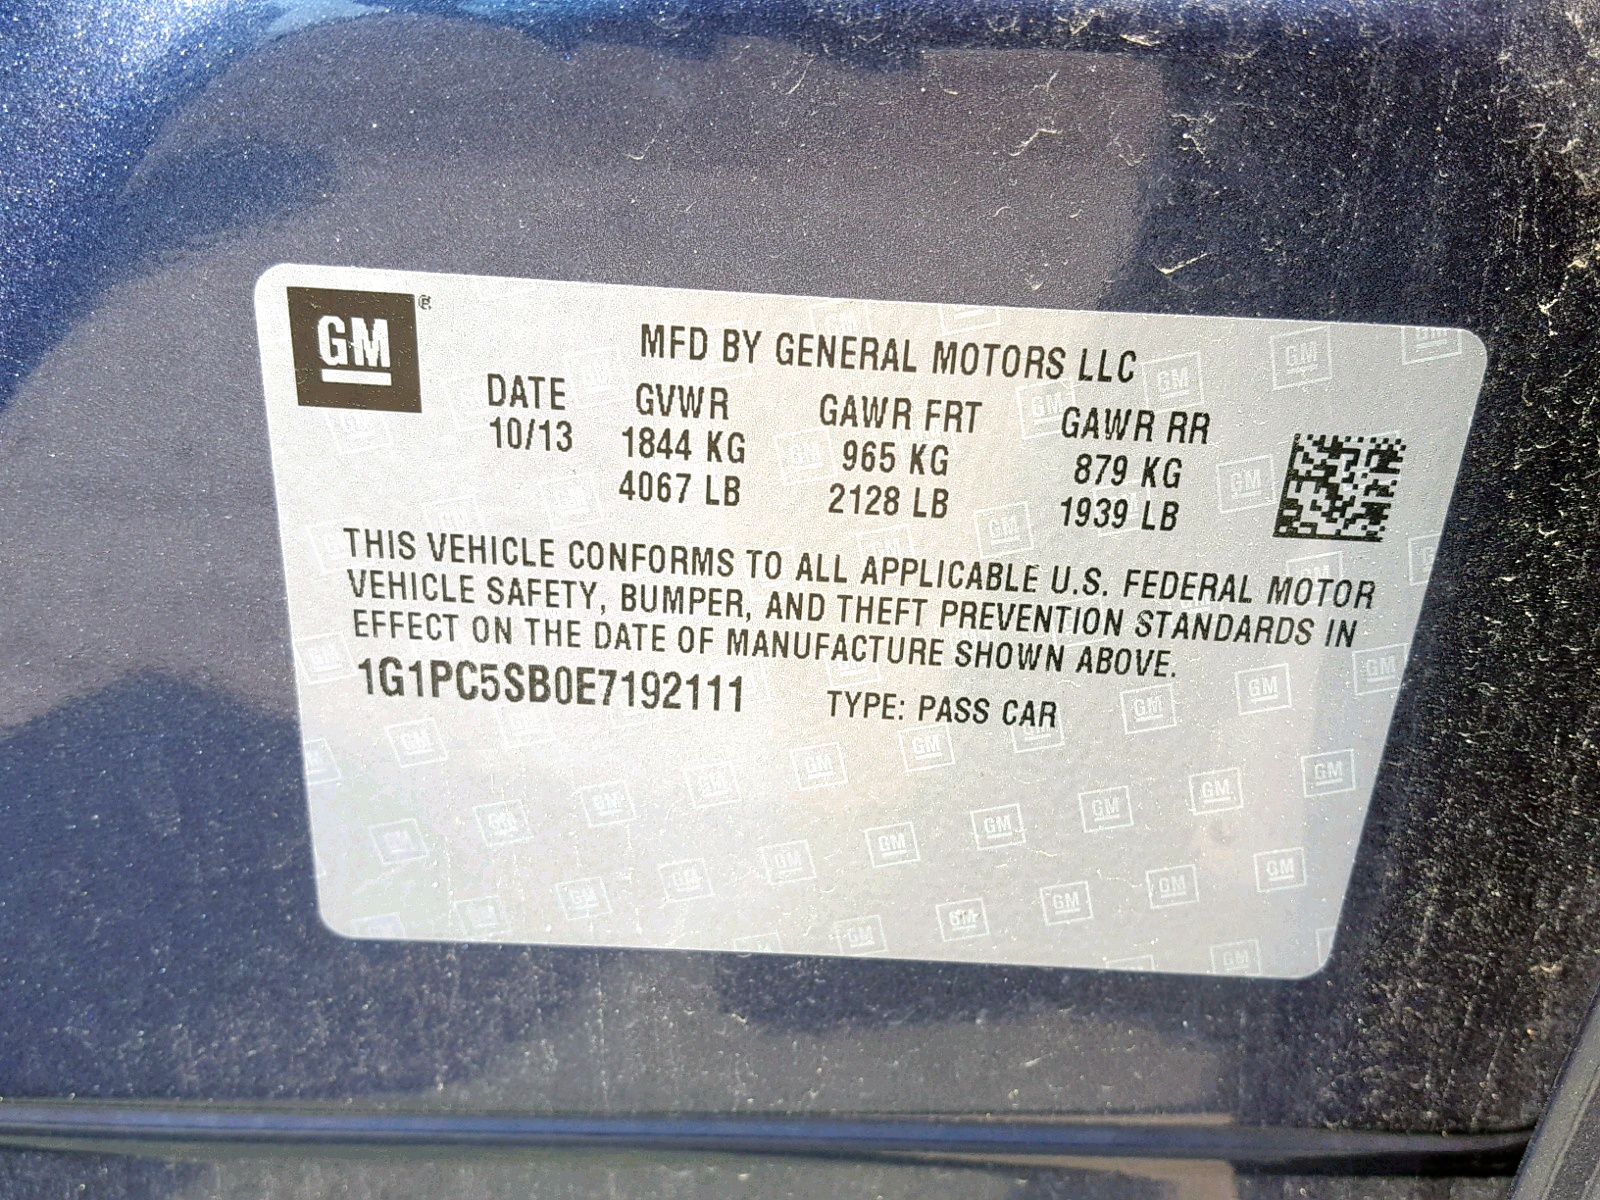 GM ®
MFD BY GENERAL MOTORS LLC
DATE GVWR GAWR FRT GAWR RR
10/13 1844 KG 965 KG 879 KG
4067 LB 2128 LB 1939 LB
THIS VEHICLE CONFORMS TO ALL APPLICABLE U.S. FEDERAL MOTOR
VEHICLE SAFETY, BUMPER, AND THEFT PREVENTION STANDARDS IN
EFFECT ON THE DATE OF MANUFACTURE SHOWN ABOVE.
1G1PC5SB0E7192111 TYPE: PASS CAR